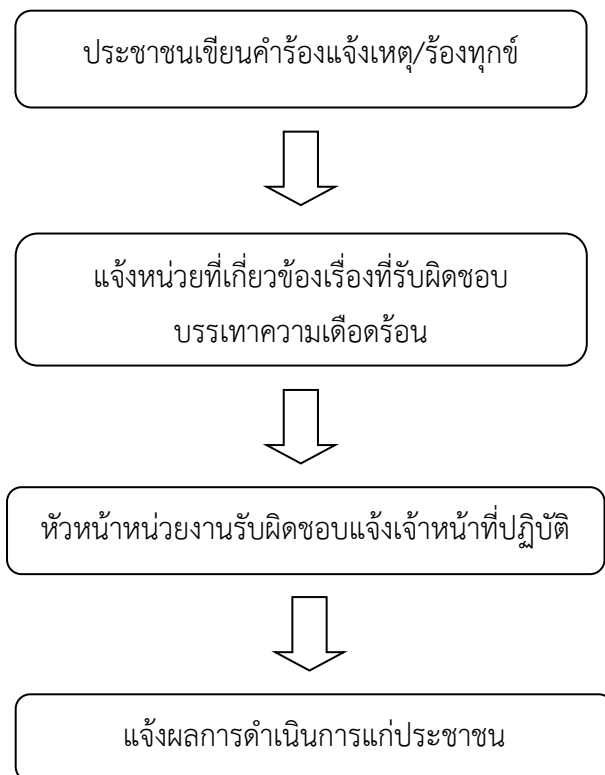 ประชาชนเขียนคำร้องแจ้งเหตุ/ร้องทุกข์
แจ้งหน่วยที่เกี่ยวข้องเรื่องที่รับผิดชอบ
บรรเทาความเดือดร้อน
หัวหน้าหน่วยงานรับผิดชอบแจ้งเจ้าหน้าที่ปฏิบัติ
แจ้งผลการดำเนินการแก่ประชาชน